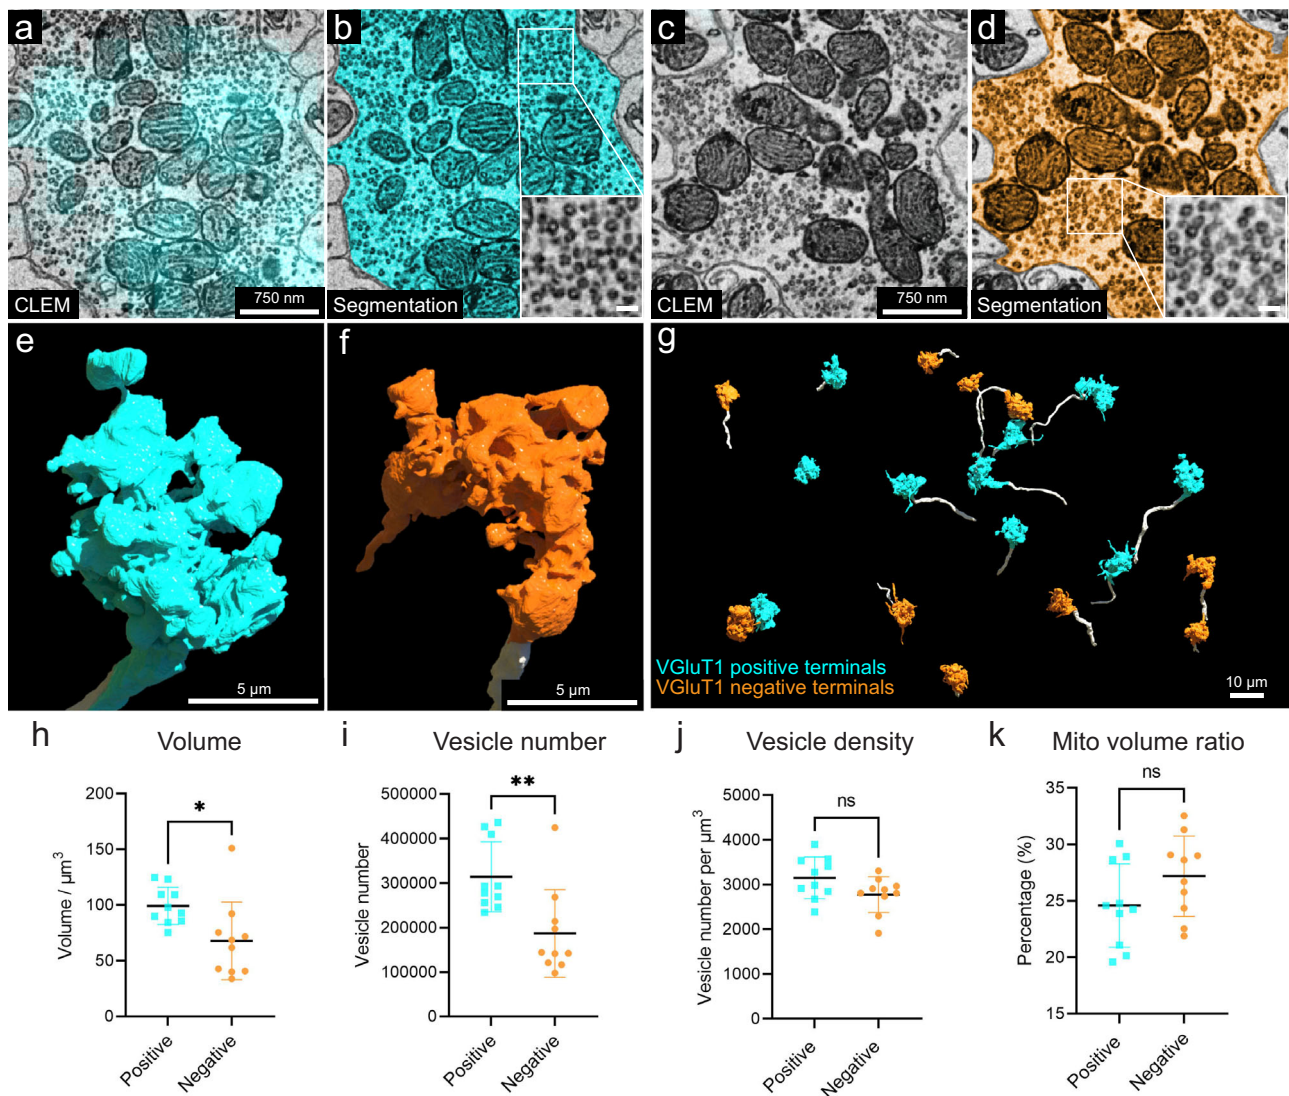 a
b
c
d
CLEM
750 nm
Segmentation
CLEM
750 nm
Segmentation
e
f
g
5 µm
5 µm
VGluT1 positive terminals
VGluT1 negative terminals
10 µm
h
Volume
i
Vesicle number
j
Vesicle density
k
Mito volume ratio
Volume / µm³
200
150
100
50
0
*
Positive
Negative
Vesicle number
500000
400000
300000
200000
100000
0
**
Positive
Negative
Vesicle number per µm³
5000
4000
3000
2000
1000
0
ns
Positive
Negative
Percentage (%)
35
30
25
20
15
ns
Positive
Negative